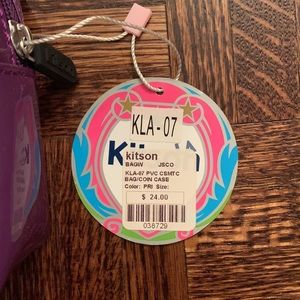 KLA-07
kitson
BAGW JSCO
KLA-07 PVC CSMTC
BAG/COIN CASE
Color: PRI Size:
$ 24.00
038729